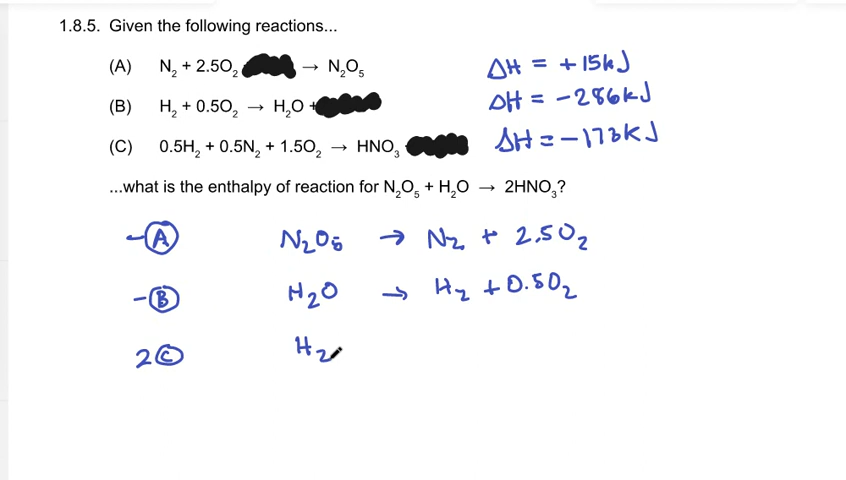 1.8.5. Given the following reactions...
(A) N₂ + 2.5O₂ → N₂O₅ ΔH = +15kJ
(B) H₂ + 0.5O₂ → H₂O + ΔH = -286kJ
(C) 0.5H₂ + 0.5N₂ + 1.5O₂ → HNO₃ ΔH = -173KJ
...what is the enthalpy of reaction for N₂O₅ + H₂O → 2HNO₃?
-Ⓐ N₂O₅ → N₂ + 2.5O₂
-Ⓑ H₂O → H₂ + 0.5O₂
2Ⓒ H₂